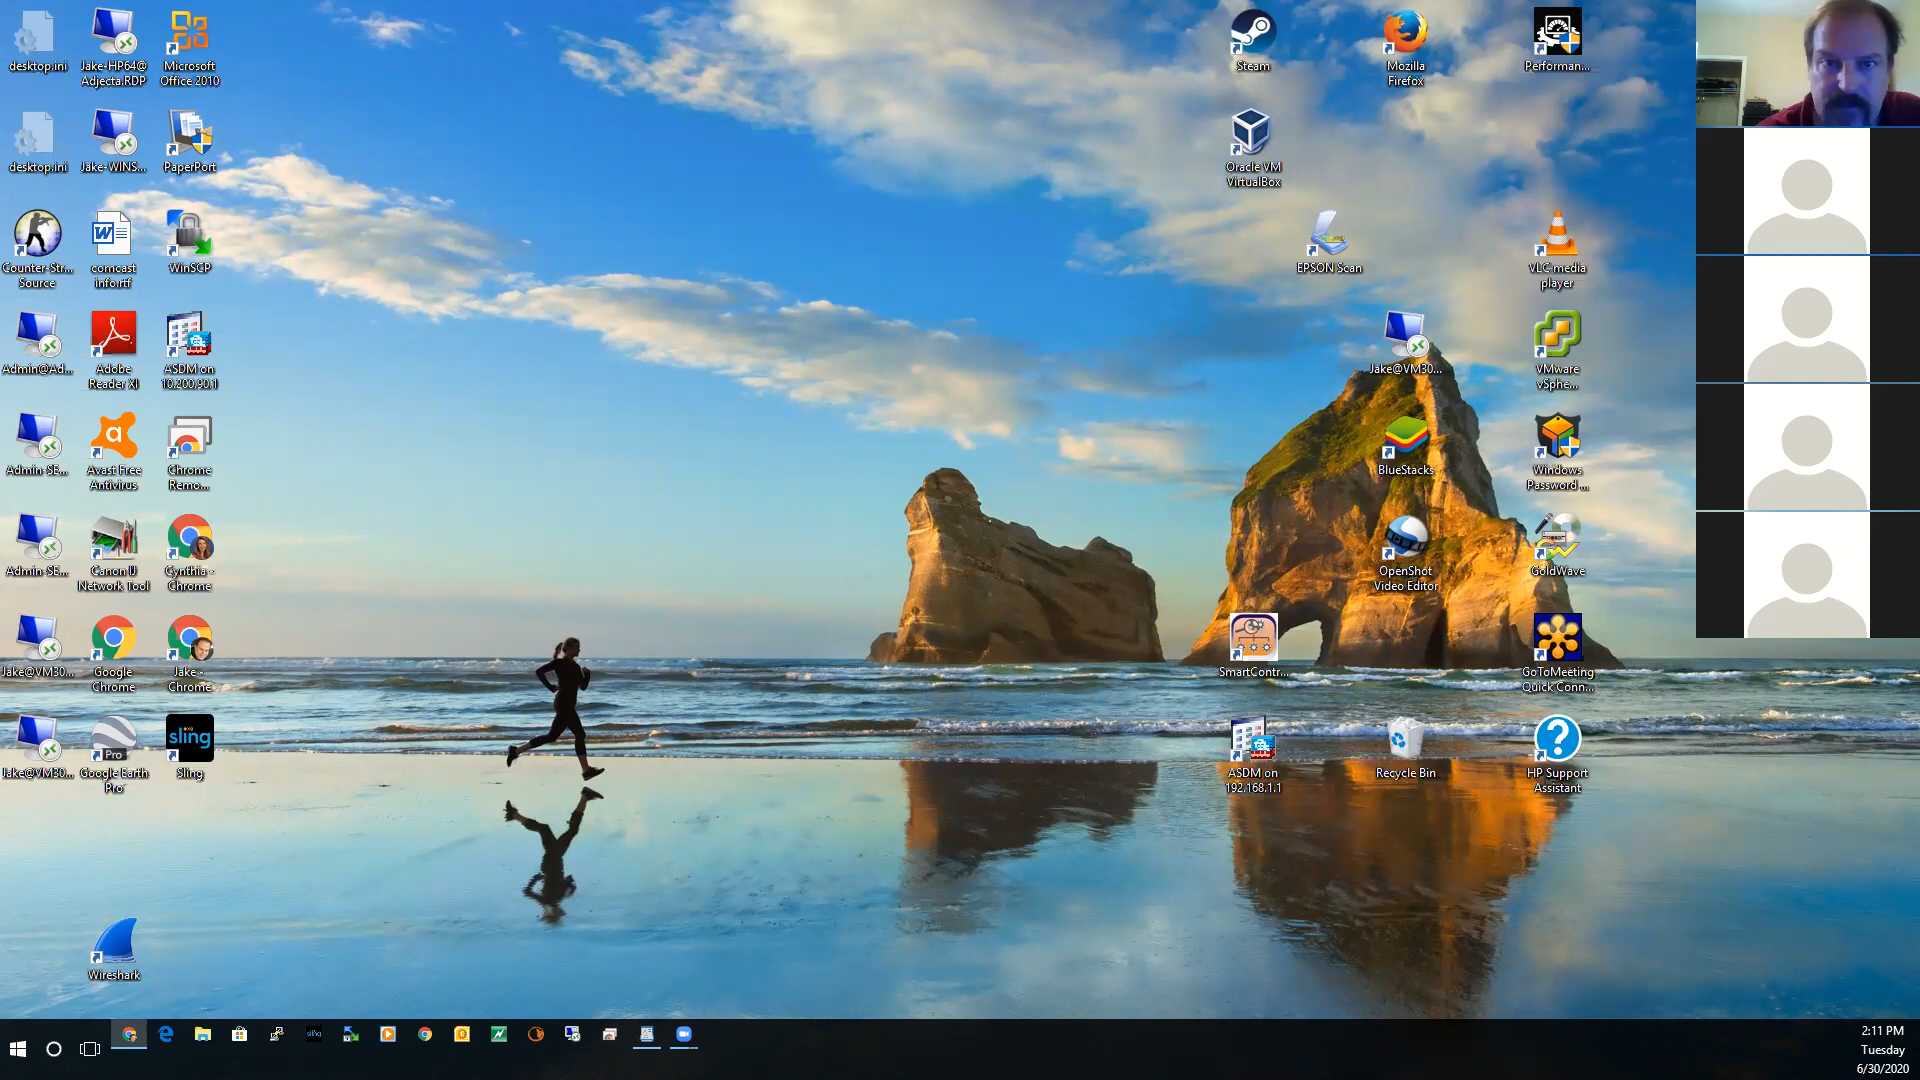 desktop.ini
Jake-HP64@
Adjecta.RDP
Microsoft
Office 2010
desktop.ini
Jake-WINS...
PaperPort
Counter-Str...
Source
comcast
info.rtf
WinSCP
Admin@Ad...
Adobe
Reader XI
ASDM on
10.200.90.1
Admin-SE...
Avast Free
Antivirus
Chrome
Remo...
Admin-SE...
Canon IJ
Network Tool
Cynthia -
Chrome
Jake@VM30...
Google
Chrome
Jake -
Chrome
Jake@VM30...
Pro
Google Earth
Pro
sling
Sling
Wireshark
Steam
Mozilla
Firefox
Performan...
Oracle VM
VirtualBox
EPSON Scan
VLC media
player
Jake@VM30...
VMware
vSphe...
BlueStacks
Windows
Password ...
OpenShot
Video Editor
GoldWave
SmartContr...
GoToMeeting
Quick Conn...
ASDM on
192.168.1.1
Recycle Bin
HP Support
Assistant
sling
2:11 PM
Tuesday
6/30/2020